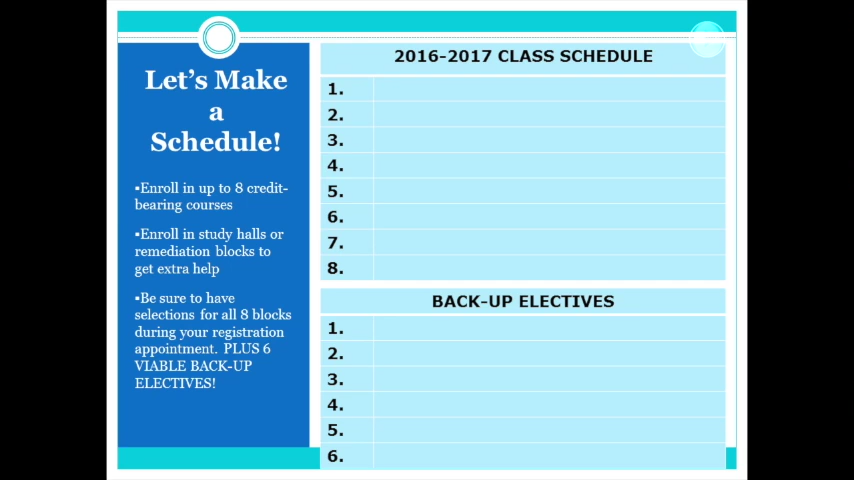 Let's Make
a
Schedule!
▪Enroll in up to 8 credit-
bearing courses
▪Enroll in study halls or
remediation blocks to
get extra help
▪Be sure to have
selections for all 8 blocks
during your registration
appointment. PLUS 6
VIABLE BACK-UP
ELECTIVES!
2016-2017 CLASS SCHEDULE
1.
2.
3.
4.
5.
6.
7.
8.
BACK-UP ELECTIVES
1.
2.
3.
4.
5.
6.